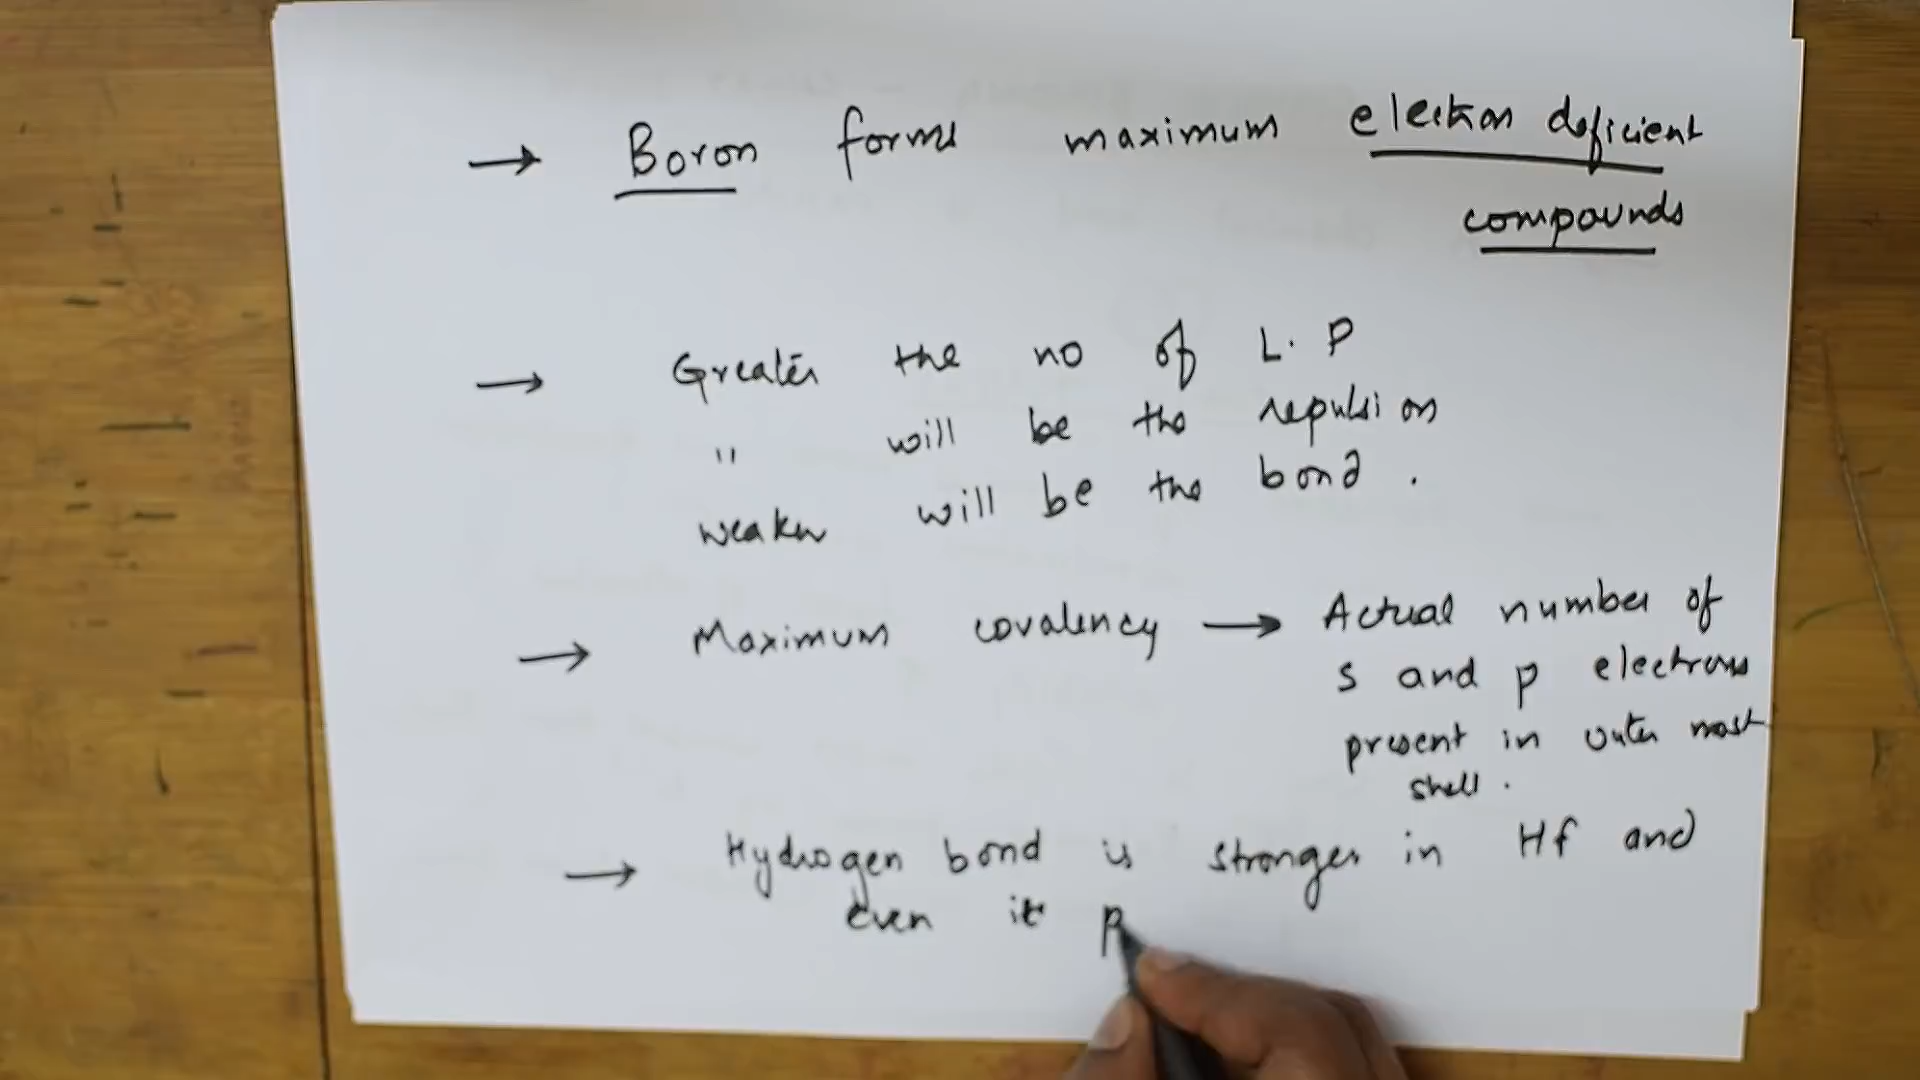 → Boron forms maximum electron deficient
compounds
→ Greater the no of L.P
" will be the repulsion
weaker will be the bond.
→ Maximum covalency → Actual number of
s and p electrons
present in outer most
shell.
→ Hydrogen bond is stronger in Hf and
even it p